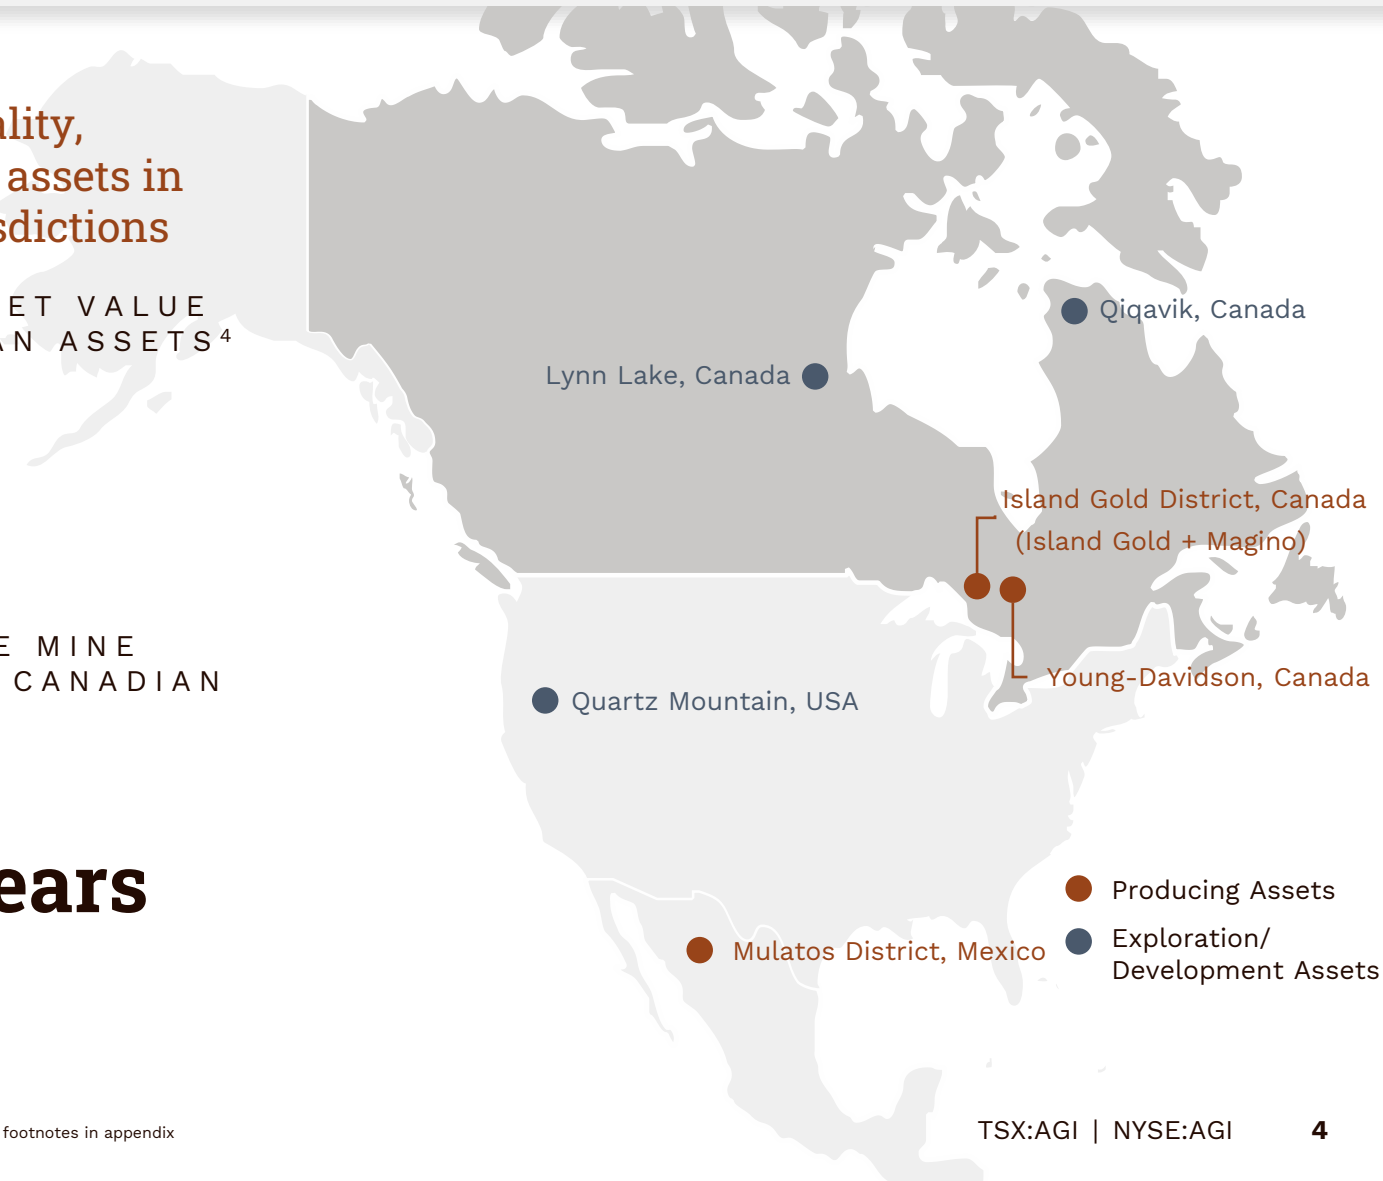 ality,
assets in
sdictions
ET VALUE
AN ASSETS⁴
E MINE
CANADIAN
ears
footnotes in appendix
Qiqavik, Canada
Lynn Lake, Canada
Island Gold District, Canada
(Island Gold + Magino)
Young-Davidson, Canada
Quartz Mountain, USA
Mulatos District, Mexico
Producing Assets
Exploration/
Development Assets
TSX:AGI | NYSE:AGI 4